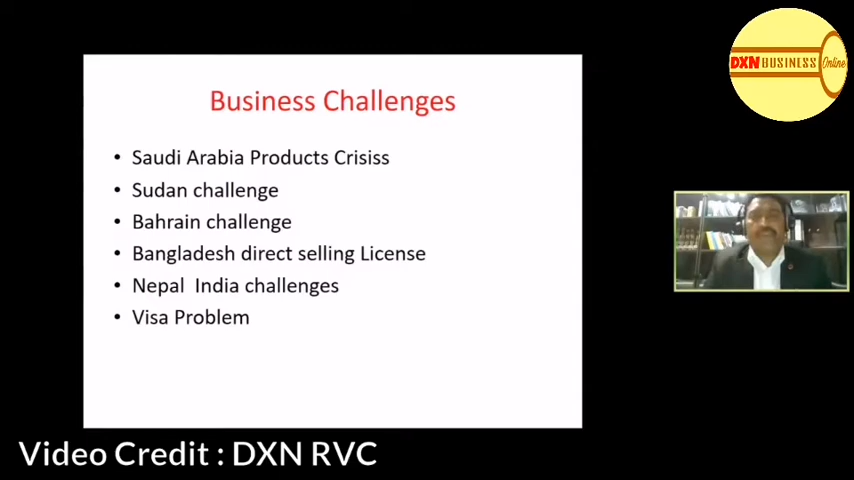 Business Challenges
• Saudi Arabia Products Crisiss
• Sudan challenge
• Bahrain challenge
• Bangladesh direct selling License
• Nepal India challenges
• Visa Problem
DXN BUSINESS Online
Video Credit : DXN RVC